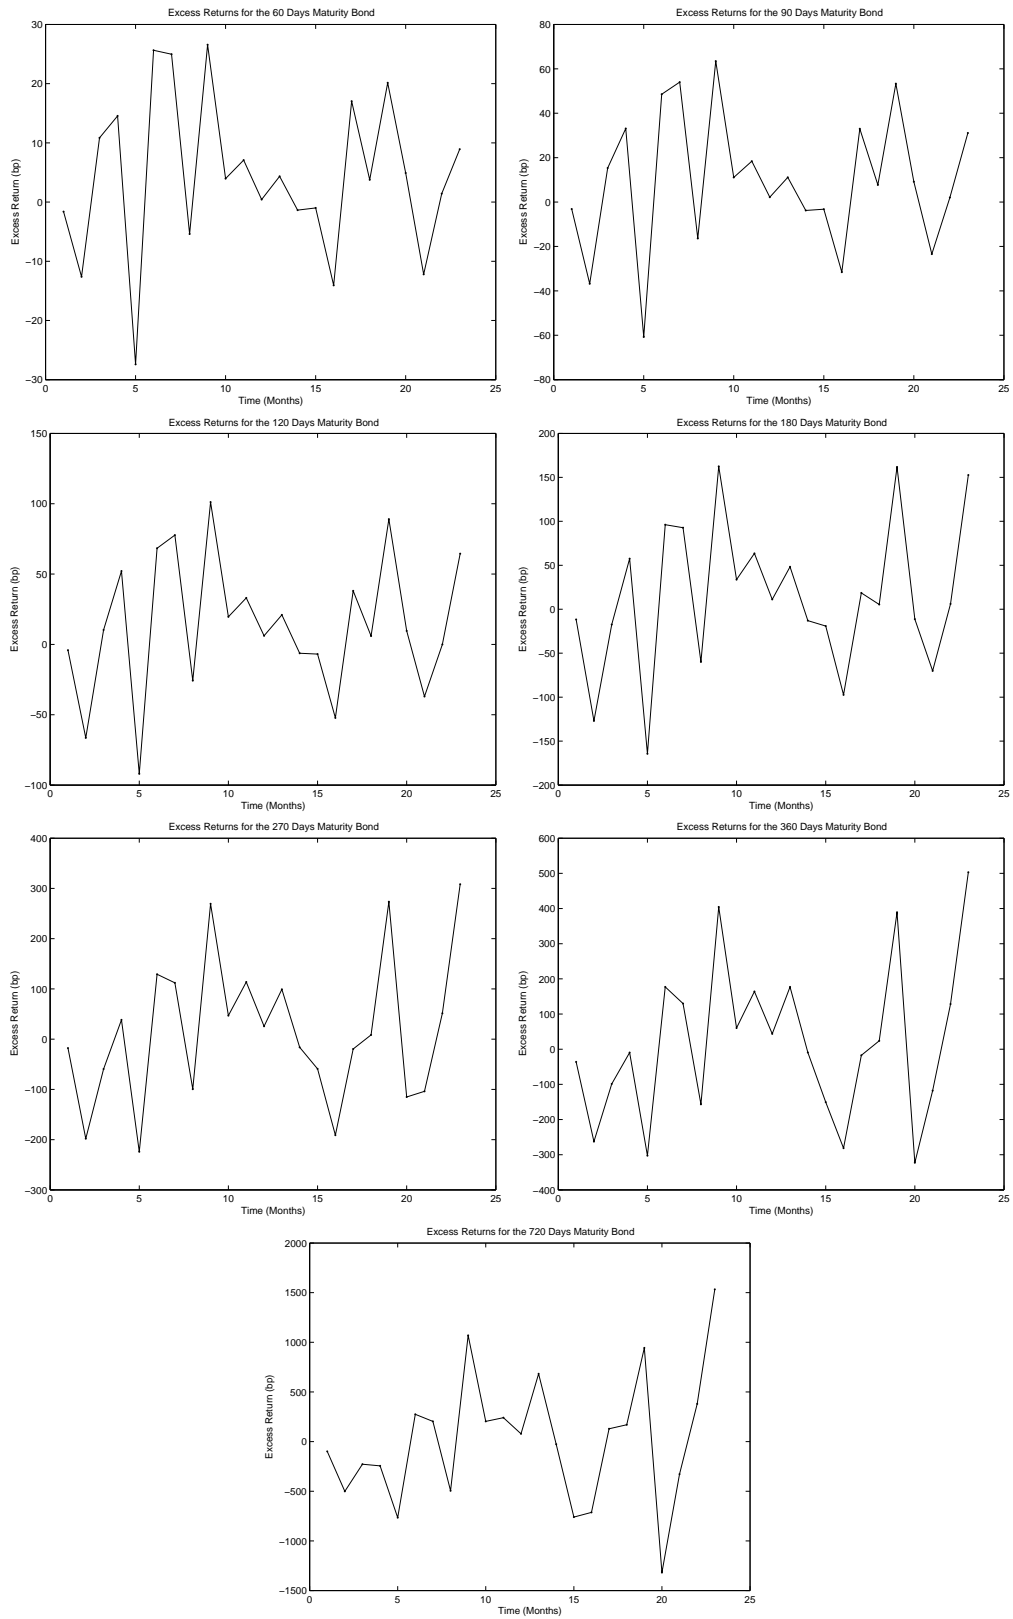 Excess Returns for the 60 Days Maturity Bond
30
20
10
0
−10
−20
−30
Excess Return (bp)
0 5 10 15 20 25
Time (Months)
Excess Returns for the 90 Days Maturity Bond
80
60
40
20
0
−20
−40
−60
−80
Excess Return (bp)
0 5 10 15 20 25
Time (Months)
Excess Returns for the 120 Days Maturity Bond
150
100
50
0
−50
−100
Excess Return (bp)
0 5 10 15 20 25
Time (Months)
Excess Returns for the 180 Days Maturity Bond
200
150
100
50
0
−50
−100
−150
−200
Excess Return (bp)
0 5 10 15 20 25
Time (Months)
Excess Returns for the 270 Days Maturity Bond
400
300
200
100
0
−100
−200
−300
Excess Return (bp)
0 5 10 15 20 25
Time (Months)
Excess Returns for the 360 Days Maturity Bond
600
500
400
300
200
100
0
−100
−200
−300
−400
Excess Return (bp)
0 5 10 15 20 25
Time (Months)
Excess Returns for the 720 Days Maturity Bond
2000
1500
1000
500
0
−500
−1000
−1500
Excess Return (bp)
0 5 10 15 20 25
Time (Months)